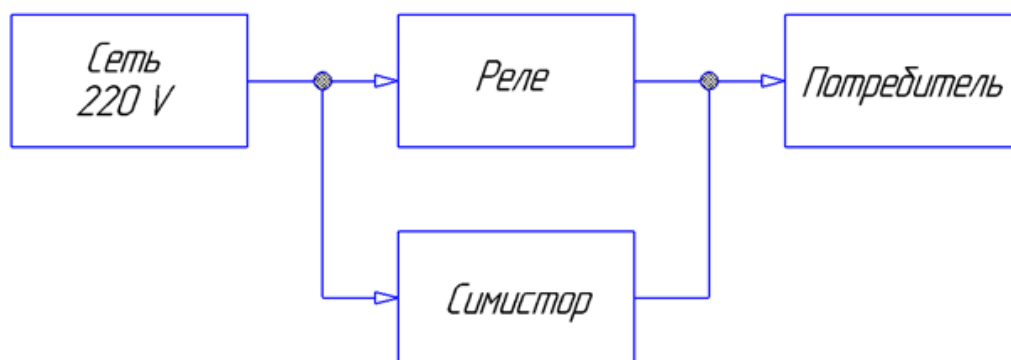 Сеть
220 V
Реле
Потребитель
Симистор